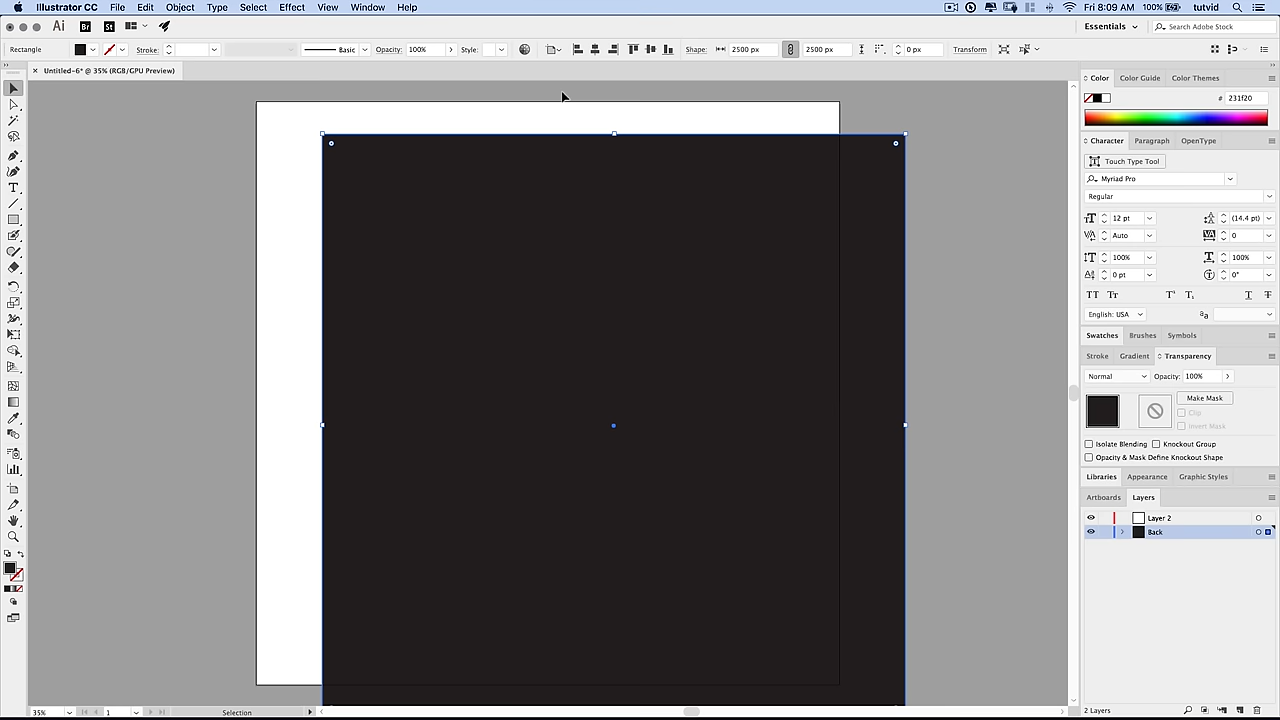 Illustrator CC File Edit Object Type Select Effect View Window Help 100% Fri 8:09 AM tutvid
Ai Br St Essentials Search Adobe Stock
Rectangle Stroke: Basic Opacity: 100% Style: Shape: 2500 px 2500 px 0 px Transform
× Untitled-6* @ 35% (RGB/GPU Preview)
Color Color Guide Color Themes
# 231f20
Character Paragraph OpenType
Touch Type Tool
Myriad Pro
Regular
12 pt (14.4 pt)
Auto 0
100% 100%
0 pt 0°
TT Tr T¹ T₁ T T
English: USA aa
Swatches Brushes Symbols
Stroke Gradient Transparency
Normal Opacity: 100%
Make Mask
Clip
Invert Mask
Isolate Blending Knockout Group
Opacity & Mask Define Knockout Shape
Libraries Appearance Graphic Styles
Artboards Layers
Layer 2
Back
2 Layers
35% 1 Selection